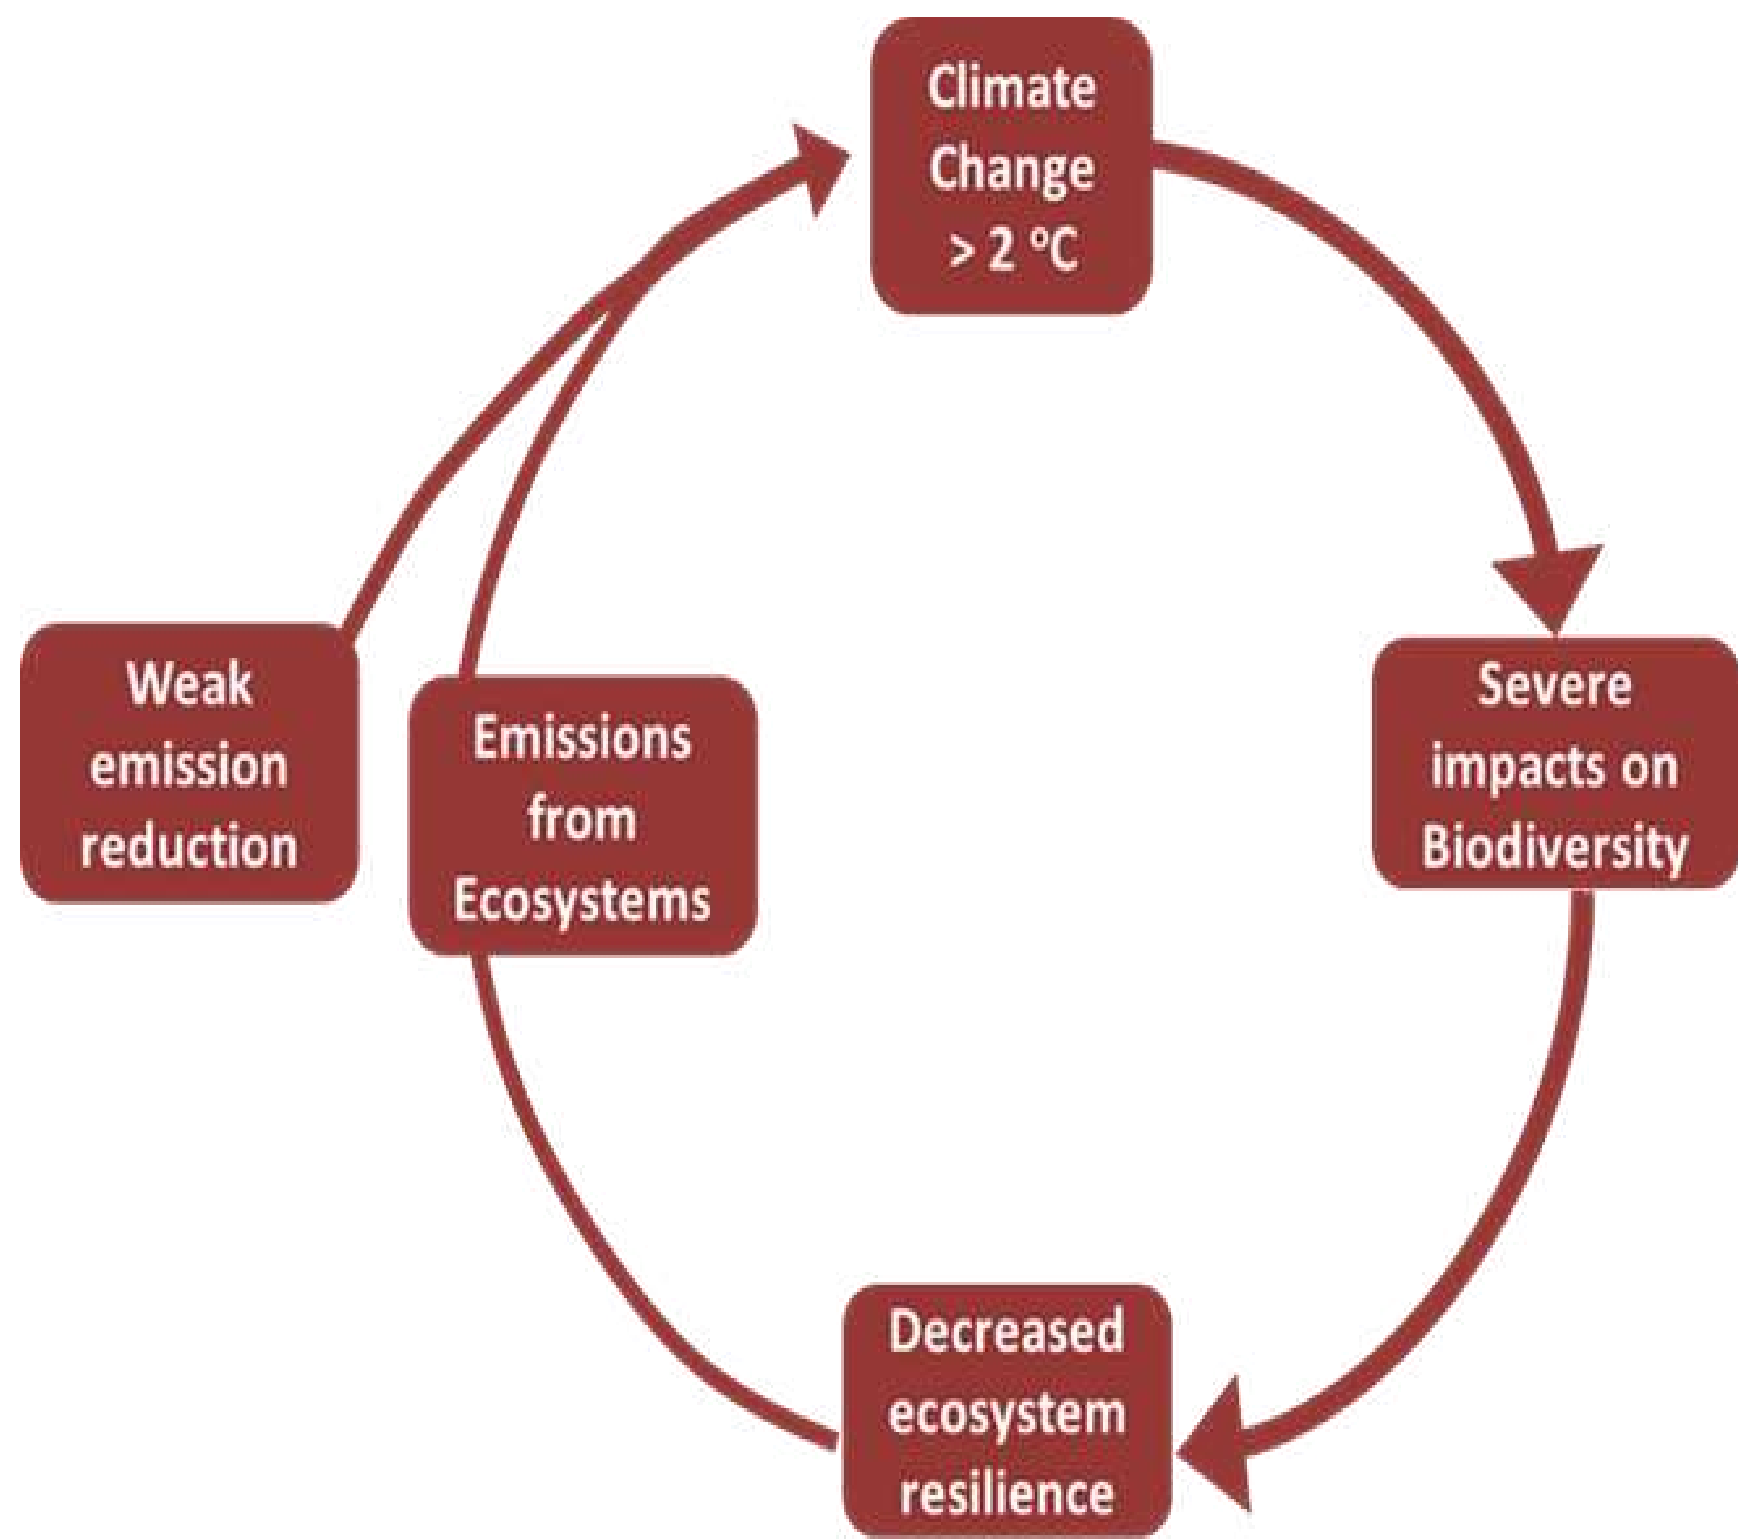 Climate
Change
> 2 °C
Severe
impacts on
Biodiversity
Decreased
ecosystem
resilience
Emissions
from
Ecosystems
Weak
emission
reduction